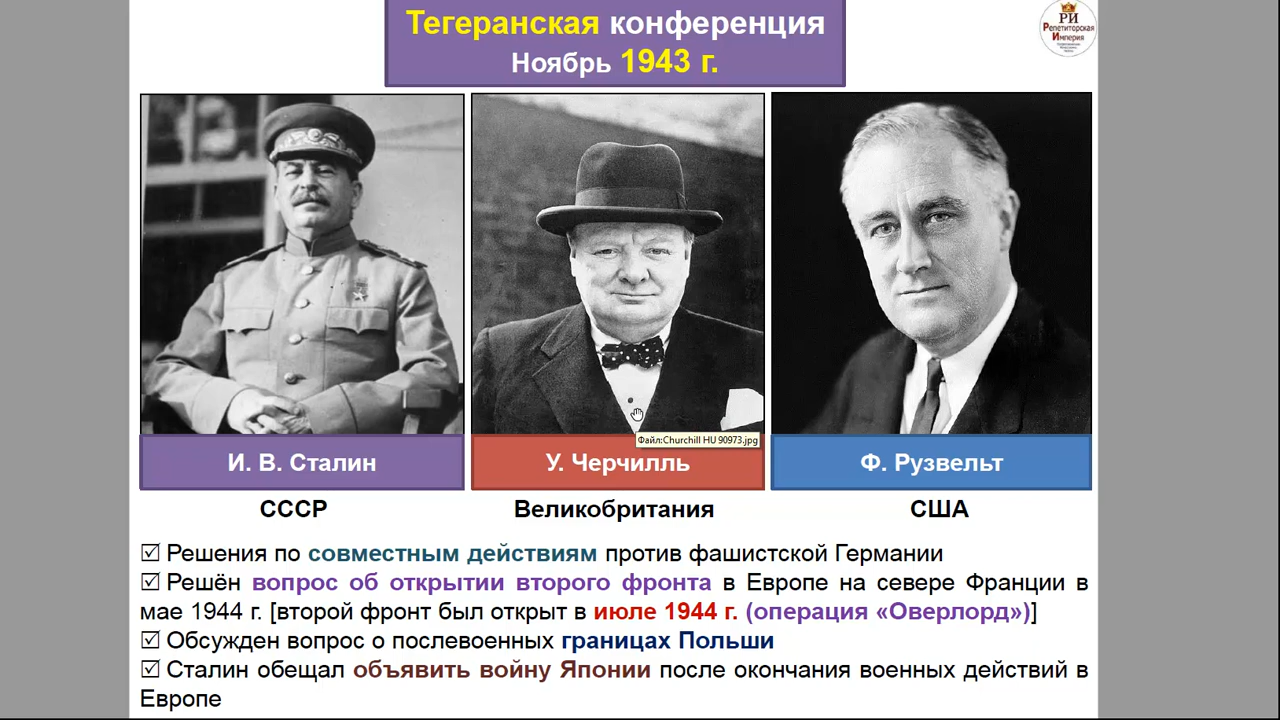 Тегеранская конференция
Ноябрь 1943 г.
РИ
Репетиторская
Империя
Файл:Churchill HU 90973.jpg
И. В. Сталин
У. Черчилль
Ф. Рузвельт
СССР
Великобритания
США
☑ Решения по совместным действиям против фашистской Германии
☑ Решён вопрос об открытии второго фронта в Европе на севере Франции в
мае 1944 г. [второй фронт был открыт в июле 1944 г. (операция «Оверлорд»)]
☑ Обсужден вопрос о послевоенных границах Польши
☑ Сталин обещал объявить войну Японии после окончания военных действий в
Европе